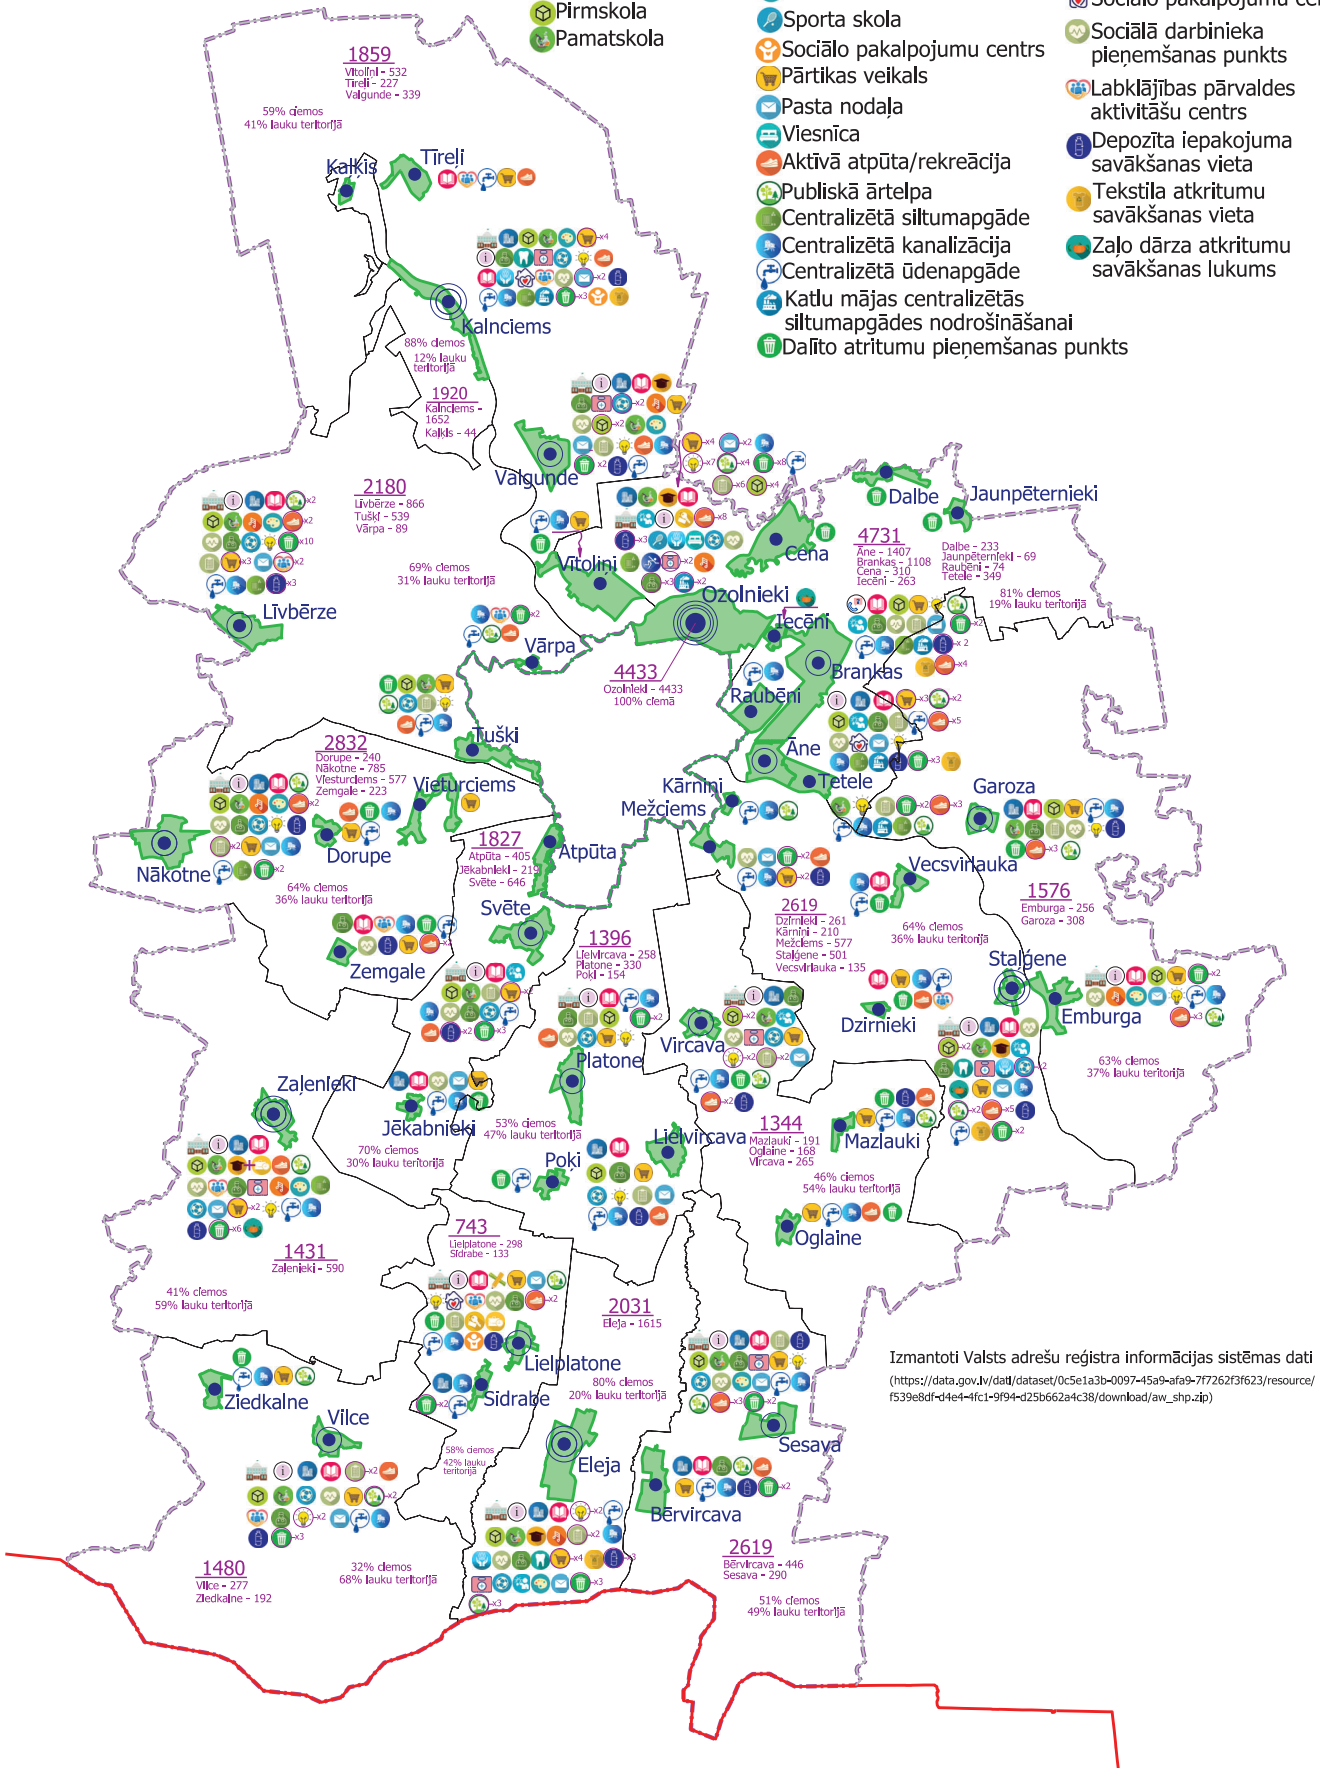 Pirmskola
Pamatskola
Sporta skola
Sociālo pakalpojumu centrs
Pārtikas veikals
Pasta nodaļa
Viesnīca
Aktīvā atpūta/rekreācija
Publiskā ārtelpa
Centralizētā siltumapgāde
Centralizētā kanalizācija
Centralizētā ūdenapgāde
Katlu mājas centralizētās
siltumapgādes nodrošināšanai
Dalīto atritumu pieņemšanas punkts
Sociālā darbinieka
pieņemšanas punkts
Labklājības pārvaldes
aktivitāšu centrs
Depozīta iepakojuma
savākšanas vieta
Tekstila atkritumu
savākšanas vieta
Zaļo dārza atkritumu
savākšanas lukums
1859
Vītoliņi - 532
Tīreļi - 227
Valgunde - 339
59% ciemos
41% lauku teritorijā
Kaļķis
Tīreļi
Kalnciems
88% ciemos
12% lauku
teritorijā
1920
Kalnciems -
1652
Kaļķis - 44
Valgunde
2180
Līvbērze - 866
Tušķi - 539
Vārpa - 89
69% ciemos
31% lauku teritorijā
Līvbērze
Vītoliņi
Cena
Dalbe
Jaunpēternieki
4731
Āne - 1407
Brankas - 1108
Cena - 310
Iecēni - 263
Dalbe - 233
Jaunpēternieki - 69
Raubēni - 74
Tetele - 349
81% ciemos
19% lauku teritorijā
Ozolnieki
Iecēni
Vārpa
4433
Ozolnieki - 4433
100% ciemā
Brankas
Raubēni
Tušķi
Āne
Tetele
2832
Dorupe - 240
Nākotne - 785
Viesturciems - 577
Zemgale - 223
Vieturciems
Kārniņi
Mežciems
Garoza
Nākotne
Dorupe
64% ciemos
36% lauku teritorijā
1827
Atpūta - 405
Jēkabnieki - 219
Svēte - 646
Atpūta
Vecsvirlauka
1576
Emburga - 256
Garoza - 308
2619
Dzirnieki - 261
Kārniņi - 210
Mežciems - 577
Staļģene - 501
Vecsvirlauka - 135
64% ciemos
36% lauku teritorijā
Svēte
Zemgale
1396
Lielvircava - 258
Platone - 330
Poķi - 154
Staļģene
Emburga
Dzirnieki
Vircava
63% ciemos
37% lauku teritorijā
Platone
Zaļenieki
Jēkabnieki
53% ciemos
47% lauku teritorijā
70% ciemos
30% lauku teritorijā
Lielvircava
Poķi
1344
Mazlauki - 191
Oglaine - 168
Vircava - 265
Mazlauki
46% ciemos
54% lauku teritorijā
Oglaine
1431
Zaļenieki - 590
41% ciemos
59% lauku teritorijā
743
Lielplatone - 298
Sidrabe - 133
2031
Eleja - 1615
Lielplatone
80% ciemos
20% lauku teritorijā
Izmantoti Valsts adrešu reģistra informācijas sistēmas dati
(https://data.gov.lv/dati/dataset/0c5e1a3b-0097-45a9-afa9-7f7262f3f623/resource/
f539e8df-d4e4-4fc1-9f94-d25b662a4c38/download/aw_shp.zip)
Ziedkalne
Sidrabe
Vilce
Sesava
58% ciemos
42% lauku
teritorijā
Eleja
Bērvircava
1480
Vilce - 277
Ziedkalne - 192
32% ciemos
68% lauku teritorijā
2619
Bērvircava - 446
Sesava - 290
51% ciemos
49% lauku teritorijā